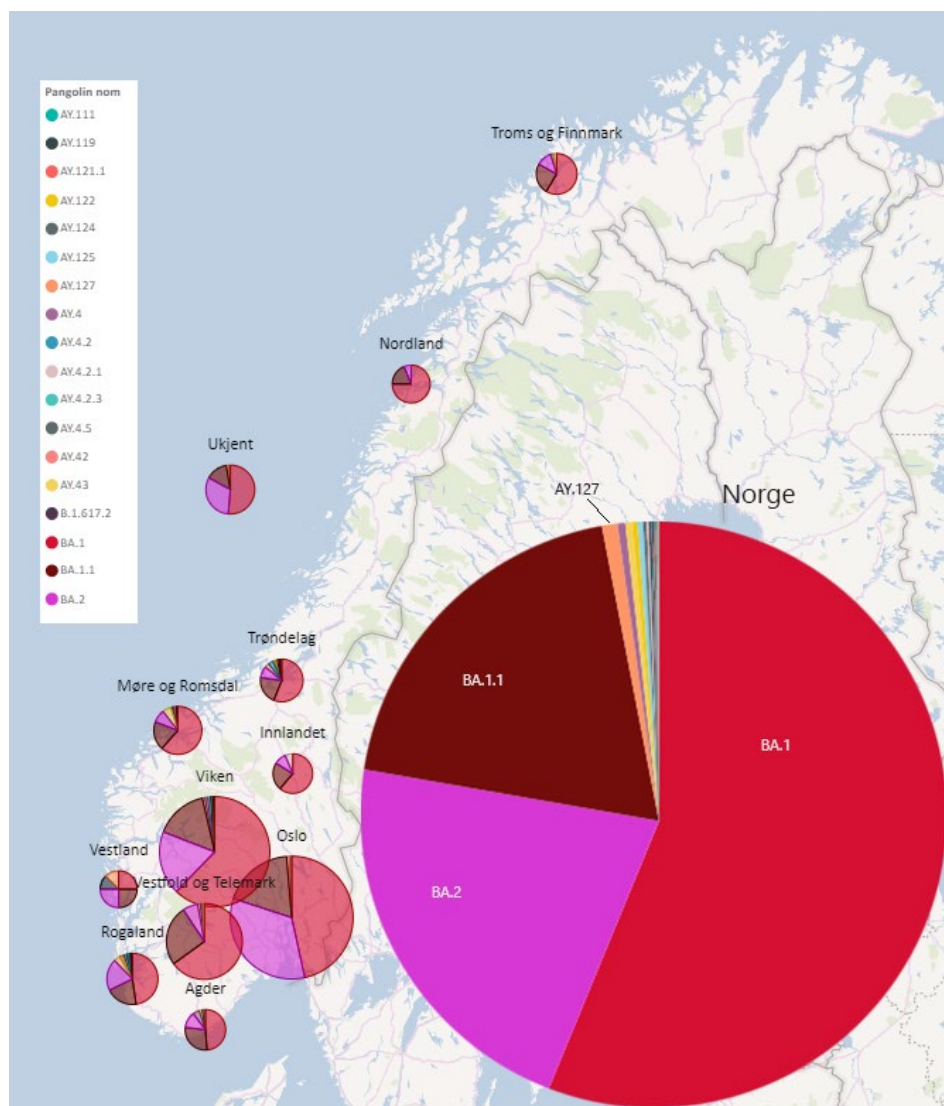 Pangolin nom
AY.111
AY.119
AY.121.1
AY.122
AY.124
AY.125
AY.127
AY.4
AY.4.2
AY.4.2.1
AY.4.2.3
AY.4.5
AY.42
AY.43
B.1.617.2
BA.1
BA.1.1
BA.2
Troms og Finnmark
Nordland
Ukjent
AY.127
Norge
Trøndelag
Møre og Romsdal
Innlandet
Viken
Oslo
Vestland
Vestfold og Telemark
Rogaland
Agder
BA.1.1
BA.1
BA.2